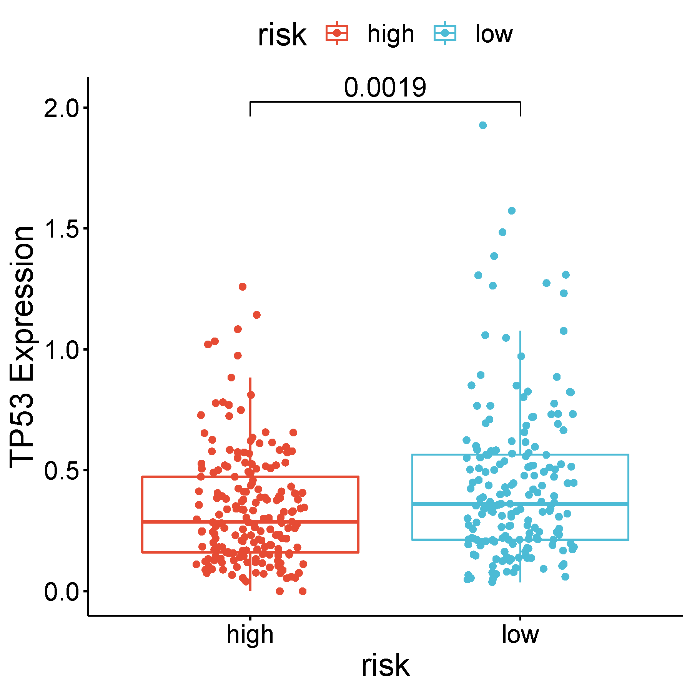 risk high low
0.0019
2.0
1.5
1.0
0.5
0.0
TP53 Expression
high low
risk